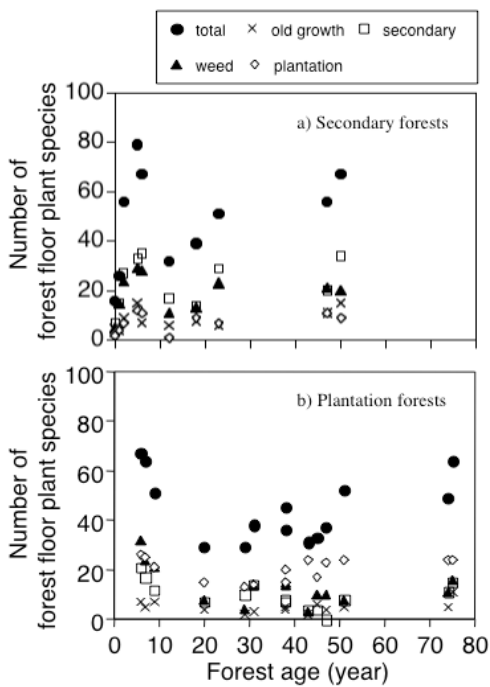 total old growth secondary
weed plantation
Number of
forest floor plant species
100
80
60
40
20
0
a) Secondary forests
Number of
forest floor plant species
100
80
60
40
20
0
b) Plantation forests
0 10 20 30 40 50 60 70 80
Forest age (year)